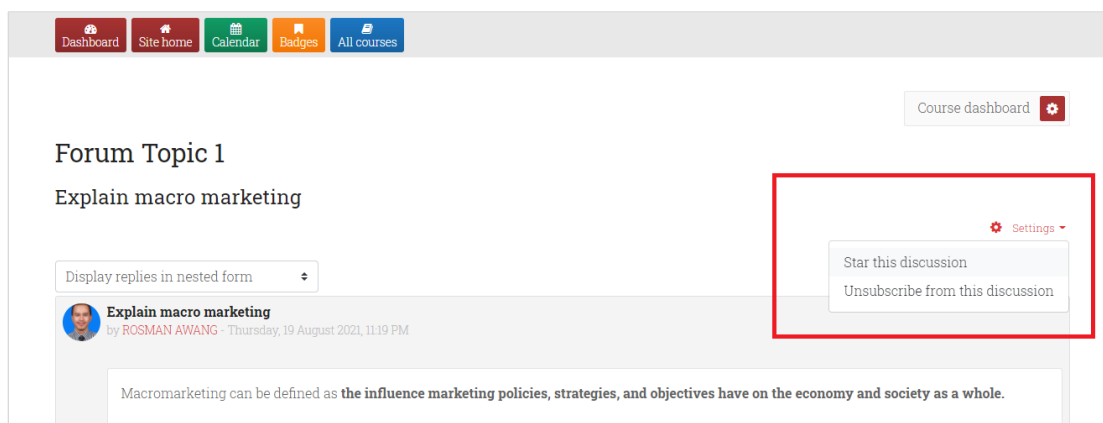 Dashboard
Site home
Calendar
Badges
All courses
Course dashboard
Forum Topic 1
Explain macro marketing
Settings
Star this discussion
Unsubscribe from this discussion
Display replies in nested form
Explain macro marketing
by ROSMAN AWANG - Thursday, 19 August 2021, 11:19 PM
Macromarketing can be defined as the influence marketing policies, strategies, and objectives have on the economy and society as a whole.